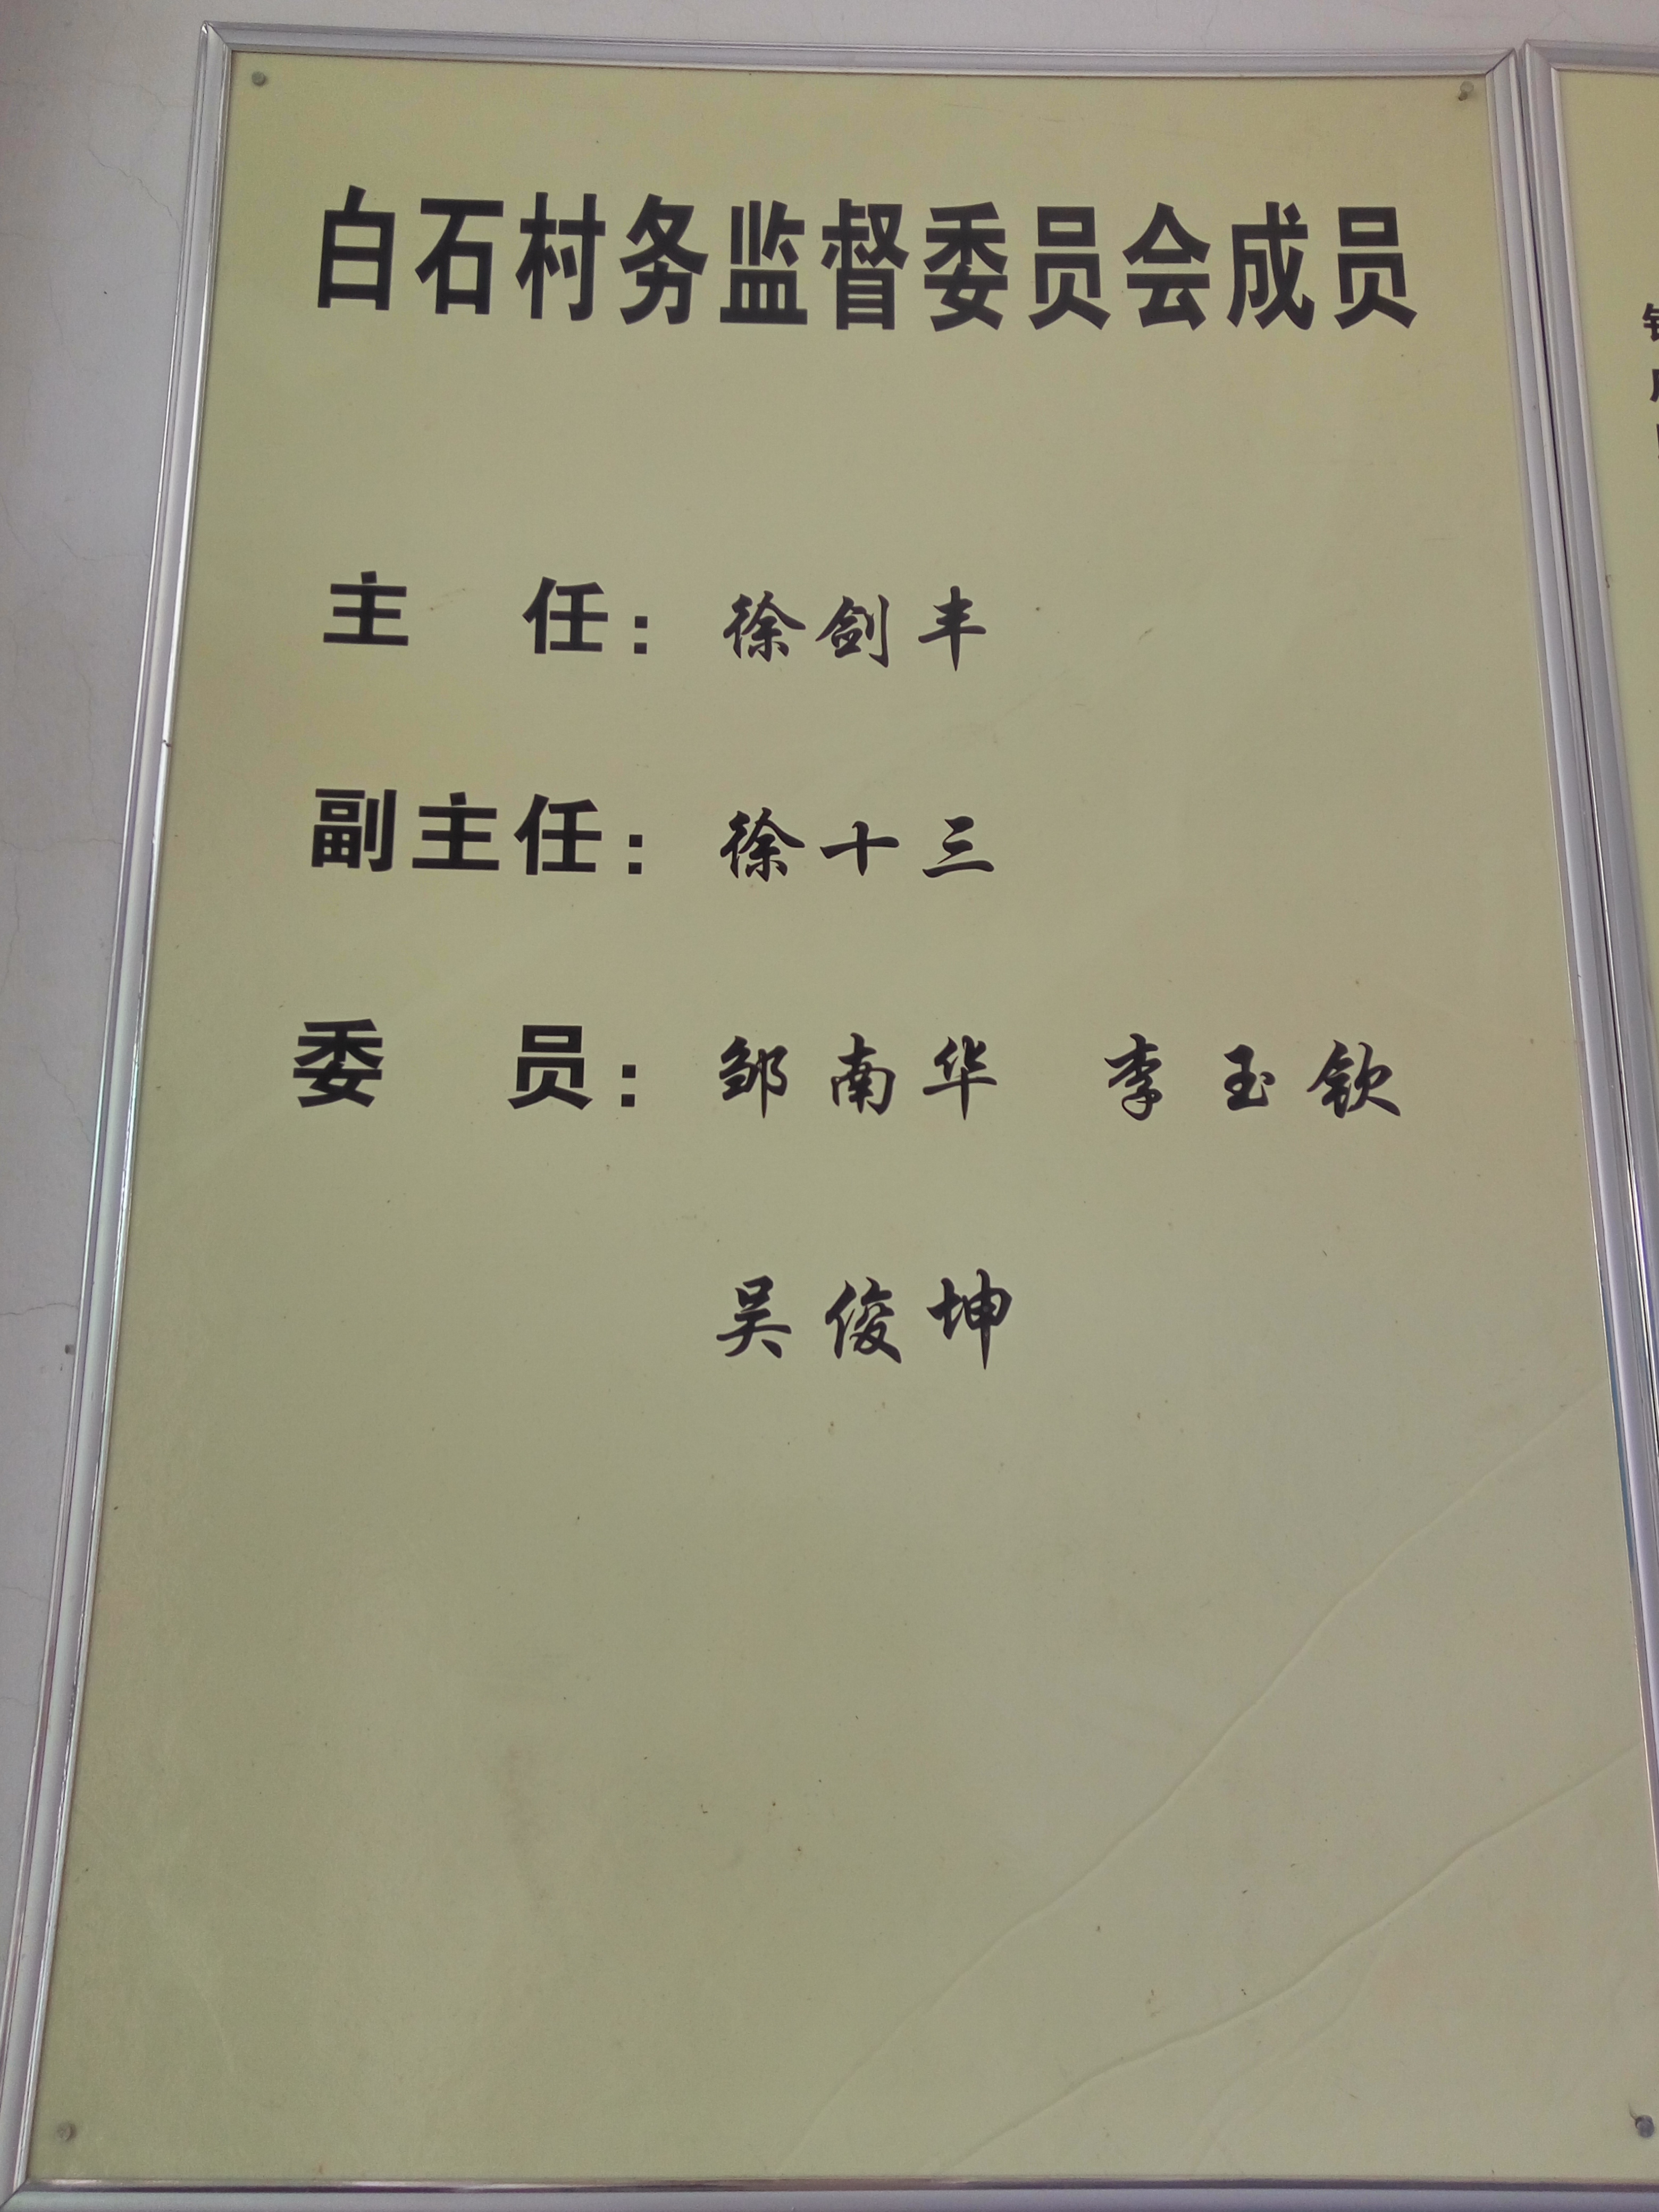 白石村务监督委员会成员
主 任：徐剑丰
副主任：徐十三
委 员：邹南华 李玉钦
吴俊坤